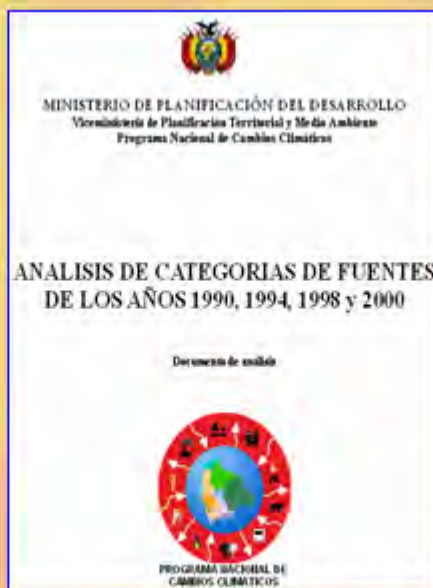 MINISTERIO DE PLANIFICACIÓN DEL DESARROLLO
Viceministerio de Planificación Territorial y Medio Ambiente
Programa Nacional de Cambios Climáticos
ANALISIS DE CATEGORIAS DE FUENTES
DE LOS AÑOS 1990, 1994, 1998 y 2000
Documento de analisis
PROGRAMA NACIONAL DE
CAMBIOS CLIMATICOS